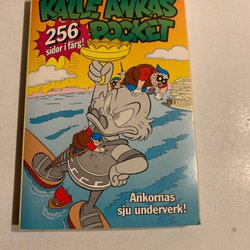 KALLE ANKAS
POCKET
256
sidor i färg!
Ankornas
sju underverk!